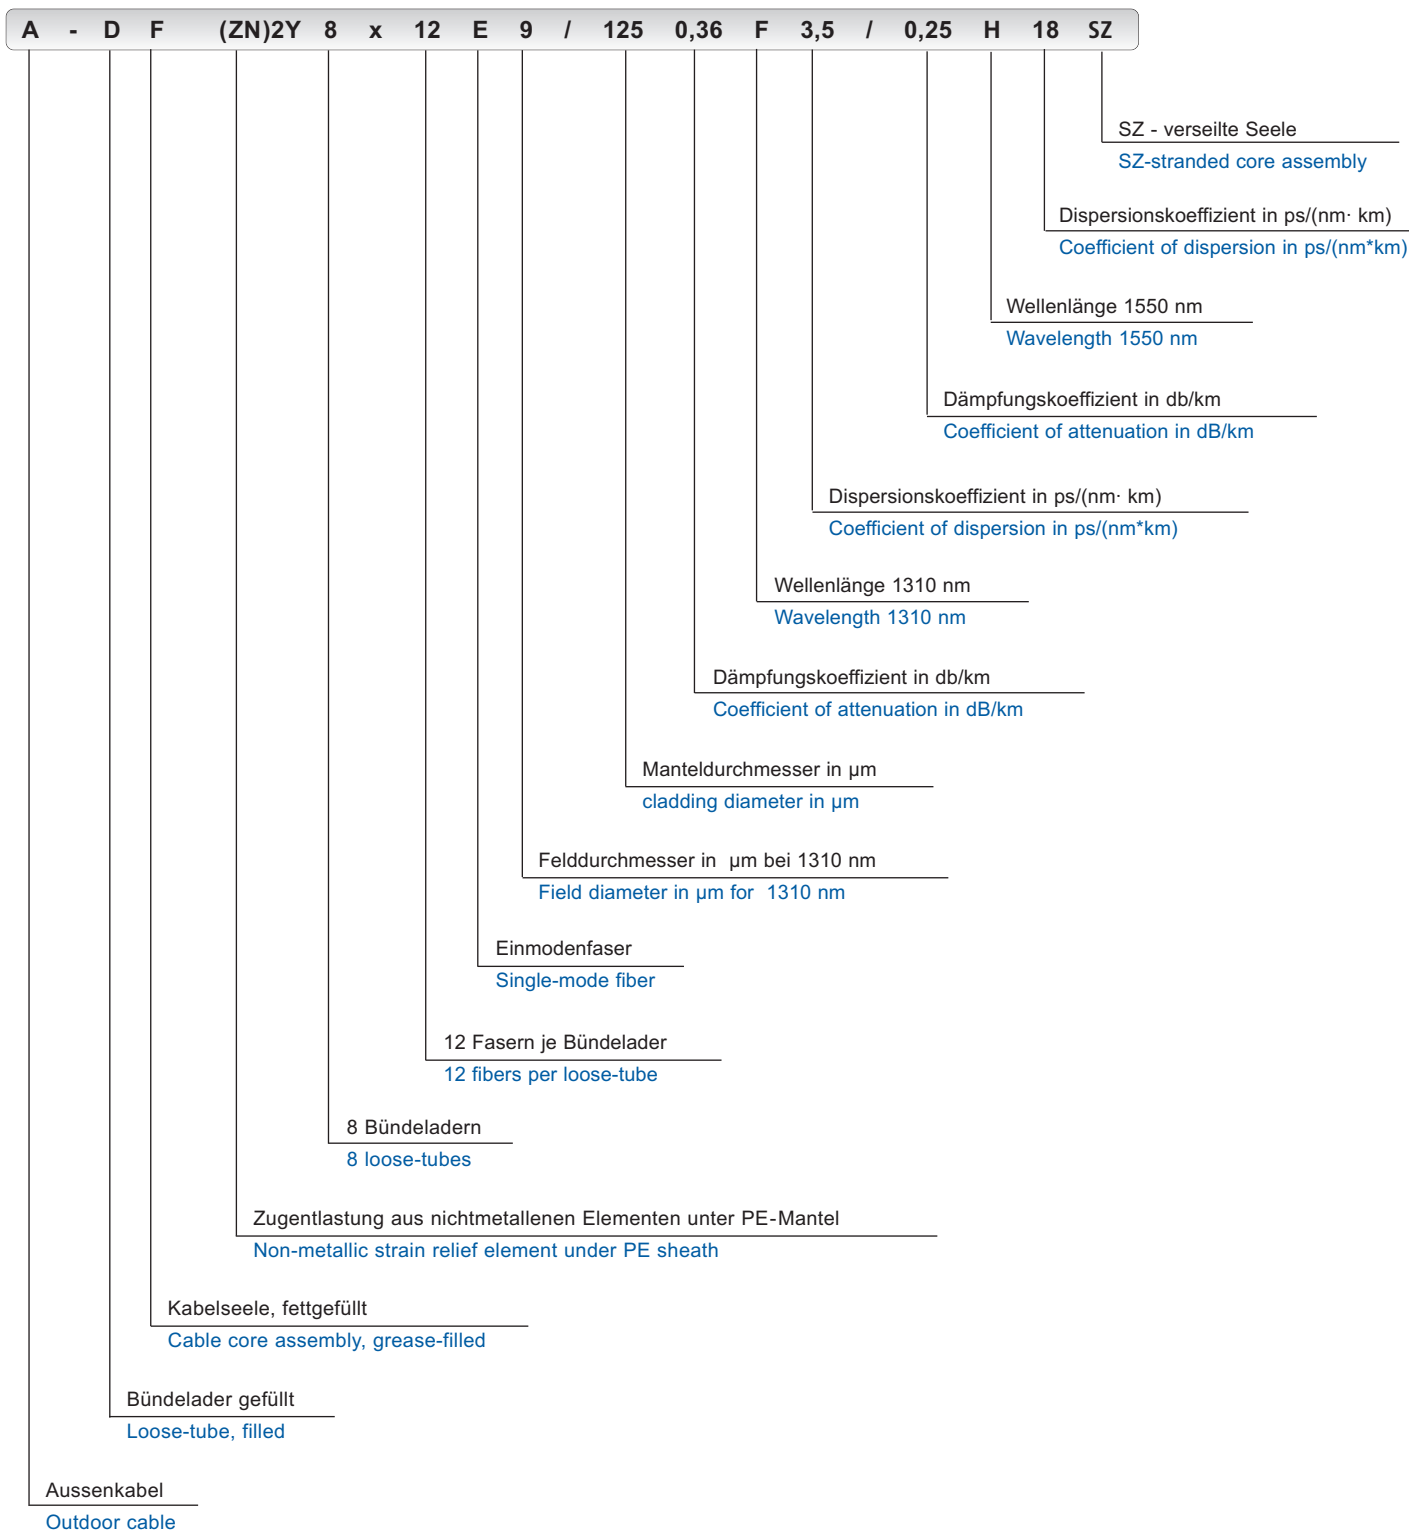 A - D F (ZN)2Y 8 x 12 E 9 / 125 0,36 F 3,5 / 0,25 H 18 SZ
SZ - verseilte Seele
SZ-stranded core assembly
Dispersionskoeffizient in ps/(nm· km)
Coefficient of dispersion in ps/(nm*km)
Wellenlänge 1550 nm
Wavelength 1550 nm
Dämpfungskoeffizient in db/km
Coefficient of attenuation in dB/km
Dispersionskoeffizient in ps/(nm· km)
Coefficient of dispersion in ps/(nm*km)
Wellenlänge 1310 nm
Wavelength 1310 nm
Dämpfungskoeffizient in db/km
Coefficient of attenuation in dB/km
Manteldurchmesser in µm
cladding diameter in µm
Felddurchmesser in µm bei 1310 nm
Field diameter in µm for 1310 nm
Einmodenfaser
Single-mode fiber
12 Fasern je Bündelader
12 fibers per loose-tube
8 Bündeladern
8 loose-tubes
Zugentlastung aus nichtmetallenen Elementen unter PE-Mantel
Non-metallic strain relief element under PE sheath
Kabelseele, fettgefüllt
Cable core assembly, grease-filled
Bündelader gefüllt
Loose-tube, filled
Aussenkabel
Outdoor cable